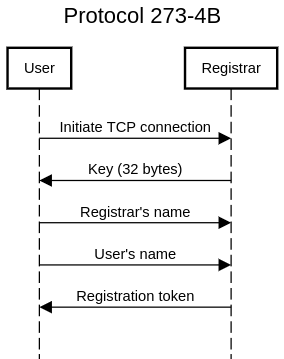 Protocol 273-4B
User
Registrar
Initiate TCP connection
Key (32 bytes)
Registrar's name
User's name
Registration token